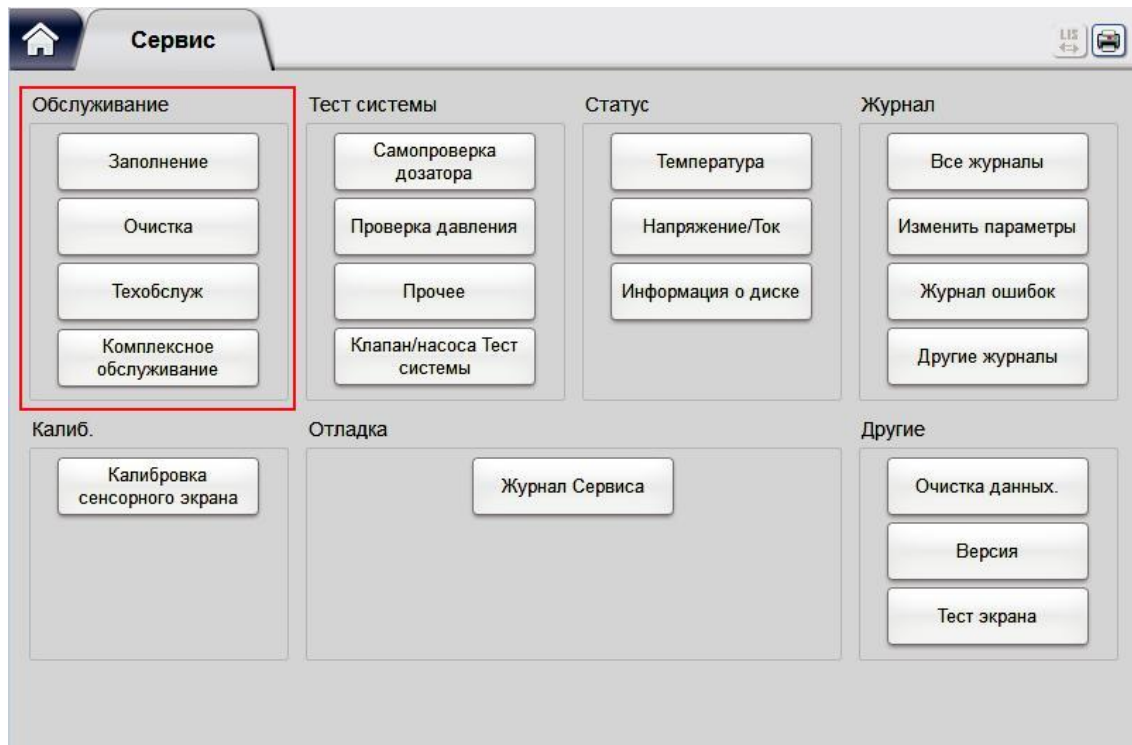 Сервис
LIS
Обслуживание
Заполнение
Очистка
Техобслуж
Комплексное
обслуживание
Тест системы
Самопроверка
дозатора
Проверка давления
Прочее
Клапан/насоса Тест
системы
Статус
Температура
Напряжение/Ток
Информация о диске
Журнал
Все журналы
Изменить параметры
Журнал ошибок
Другие журналы
Калиб.
Калибровка
сенсорного экрана
Отладка
Журнал Сервиса
Другие
Очистка данных.
Версия
Тест экрана